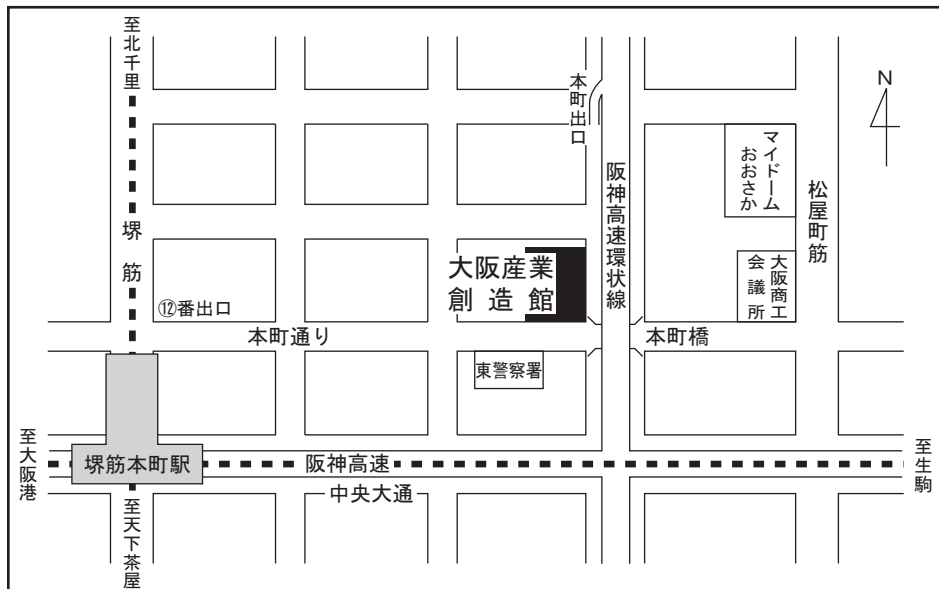 至北千里
本町出口
N
マイドーム
おおさか
堺筋
阪神高速環状線
松屋町筋
大阪産業
創造館
大阪商工
会議所
⑫番出口
本町通り
本町橋
東警察署
至大阪港
堺筋本町駅
阪神高速
至生駒
中央大通
至天下茶屋